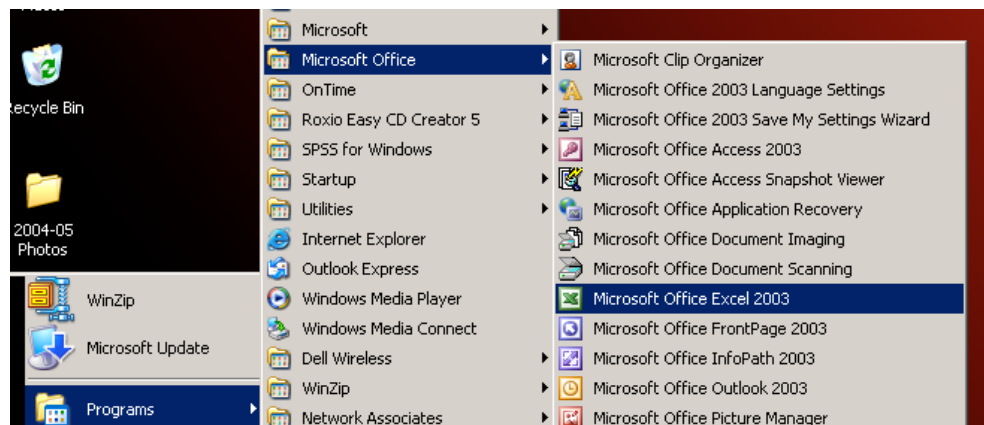 Recycle Bin
2004-05
Photos
WinZip
Microsoft Update
Programs
Microsoft
Microsoft Office
OnTime
Roxio Easy CD Creator 5
SPSS for Windows
Startup
Utilities
Internet Explorer
Outlook Express
Windows Media Player
Windows Media Connect
Dell Wireless
WinZip
Network Associates
Microsoft Clip Organizer
Microsoft Office 2003 Language Settings
Microsoft Office 2003 Save My Settings Wizard
Microsoft Office Access 2003
Microsoft Office Access Snapshot Viewer
Microsoft Office Application Recovery
Microsoft Office Document Imaging
Microsoft Office Document Scanning
Microsoft Office Excel 2003
Microsoft Office FrontPage 2003
Microsoft Office InfoPath 2003
Microsoft Office Outlook 2003
Microsoft Office Picture Manager